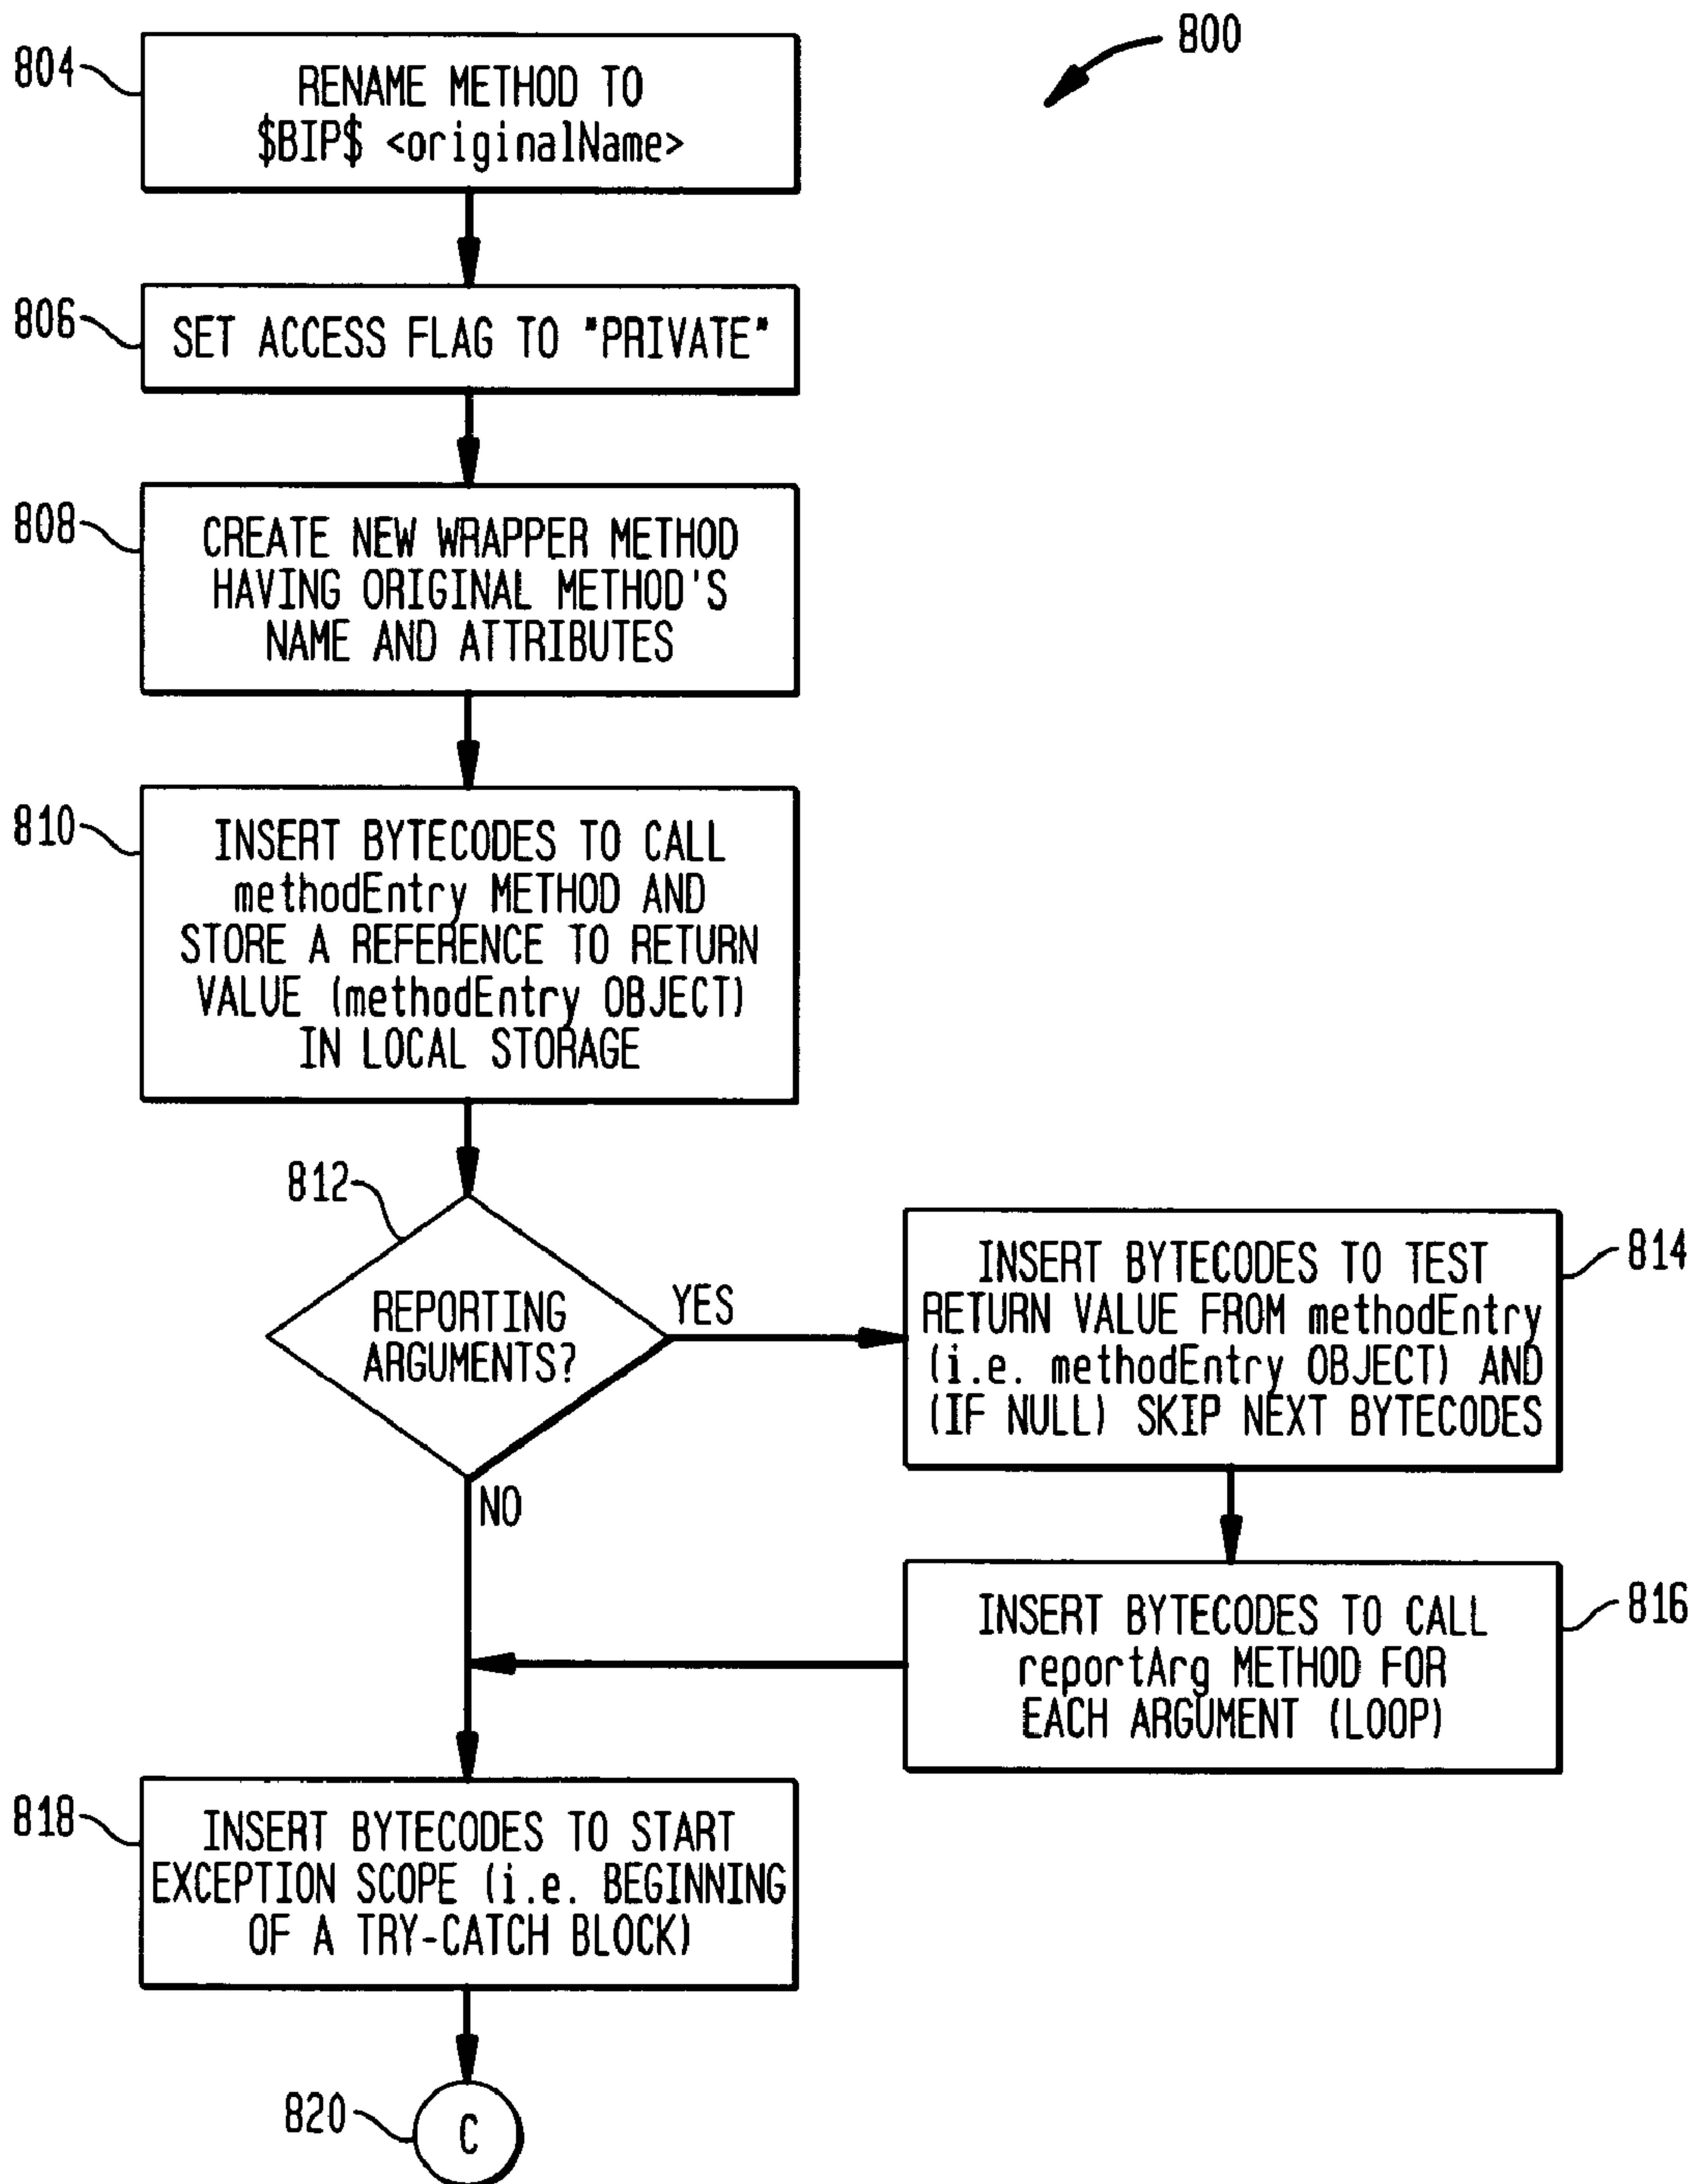 800
804
RENAME METHOD TO
$BIP$ <originalName>
806
SET ACCESS FLAG TO "PRIVATE"
808
CREATE NEW WRAPPER METHOD
HAVING ORIGINAL METHOD'S
NAME AND ATTRIBUTES
810
INSERT BYTECODES TO CALL
methodEntry METHOD AND
STORE A REFERENCE TO RETURN
VALUE (methodEntry OBJECT)
IN LOCAL STORAGE
812
REPORTING
ARGUMENTS?
YES
NO
814
INSERT BYTECODES TO TEST
RETURN VALUE FROM methodEntry
(i.e. methodEntry OBJECT) AND
(IF NULL) SKIP NEXT BYTECODES
816
INSERT BYTECODES TO CALL
reportArg METHOD FOR
EACH ARGUMENT (LOOP)
818
INSERT BYTECODES TO START
EXCEPTION SCOPE (i.e. BEGINNING
OF A TRY-CATCH BLOCK)
820
C